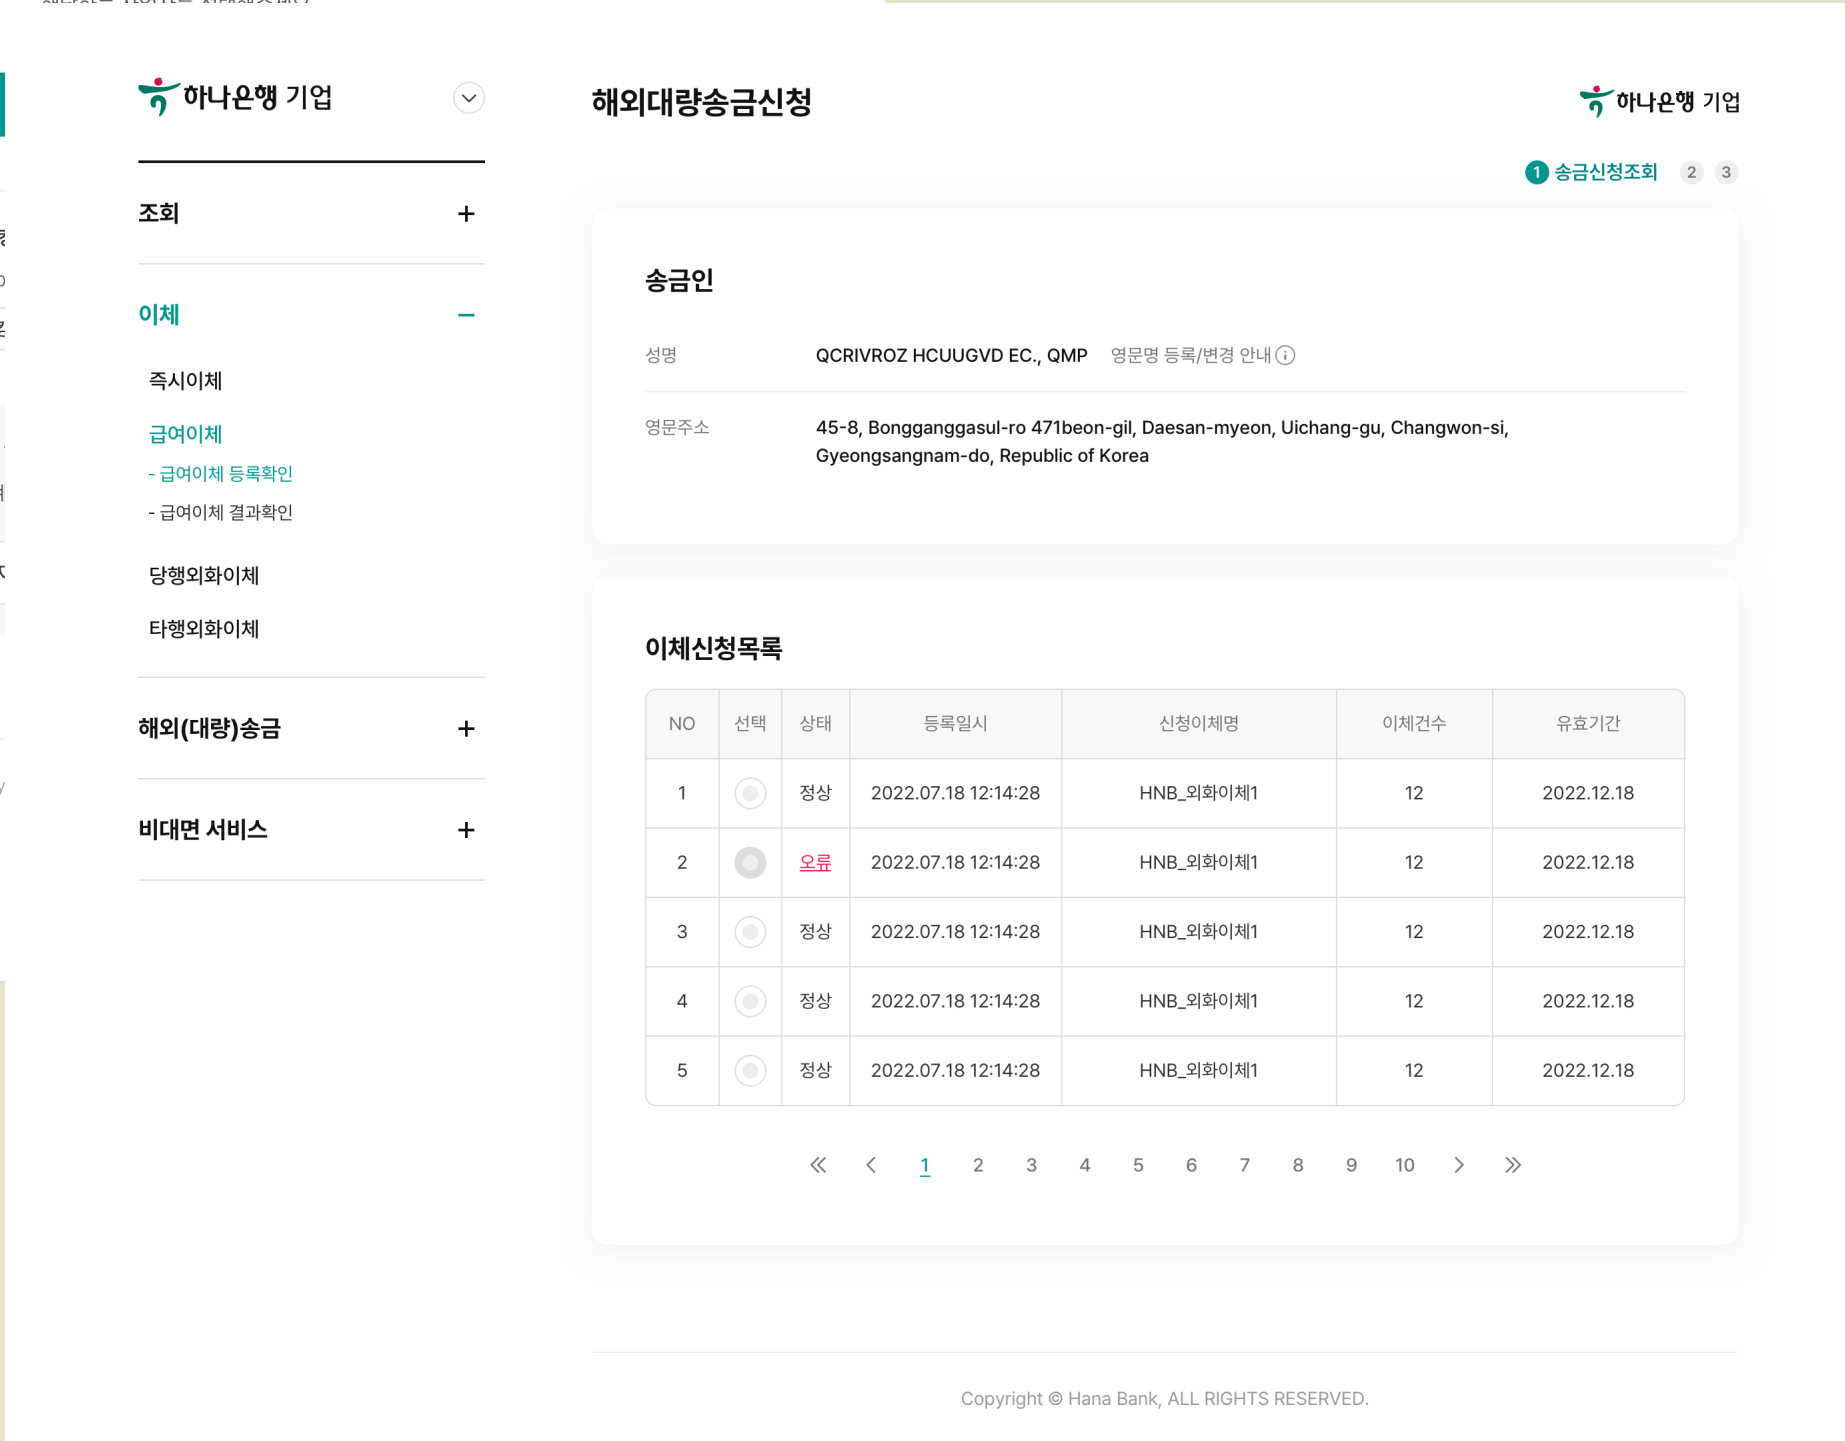 하나은행 기업
조회
이체
즉시이체
급여이체
- 급여이체 등록확인
- 급여이체 결과확인
당행외화이체
타행외화이체
해외(대량)송금
비대면 서비스
해외대량송금신청
하나은행 기업
1 송금신청조회 2 3
송금인
성명 QCRIVROZ HCUUGVD EC., QMP 영문명 등록/변경 안내
영문주소 45-8, Bongganggasul-ro 471beon-gil, Daesan-myeon, Uichang-gu, Changwon-si,
Gyeongsangnam-do, Republic of Korea
이체신청목록
NO 선택 상태 등록일시 신청이체명 이체건수 유효기간
1 정상 2022.07.18 12:14:28 HNB_외화이체1 12 2022.12.18
2 오류 2022.07.18 12:14:28 HNB_외화이체1 12 2022.12.18
3 정상 2022.07.18 12:14:28 HNB_외화이체1 12 2022.12.18
4 정상 2022.07.18 12:14:28 HNB_외화이체1 12 2022.12.18
5 정상 2022.07.18 12:14:28 HNB_외화이체1 12 2022.12.18
1 2 3 4 5 6 7 8 9 10
Copyright © Hana Bank, ALL RIGHTS RESERVED.